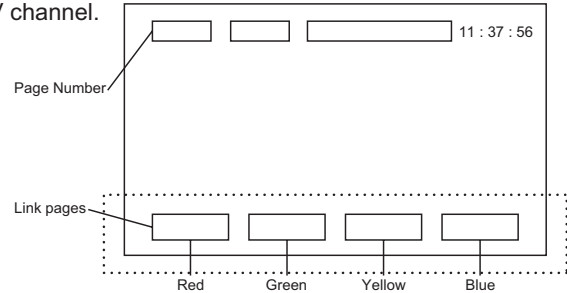 channel.
11 : 37 : 56
Page Number
Link pages
Red Green Yellow Blue